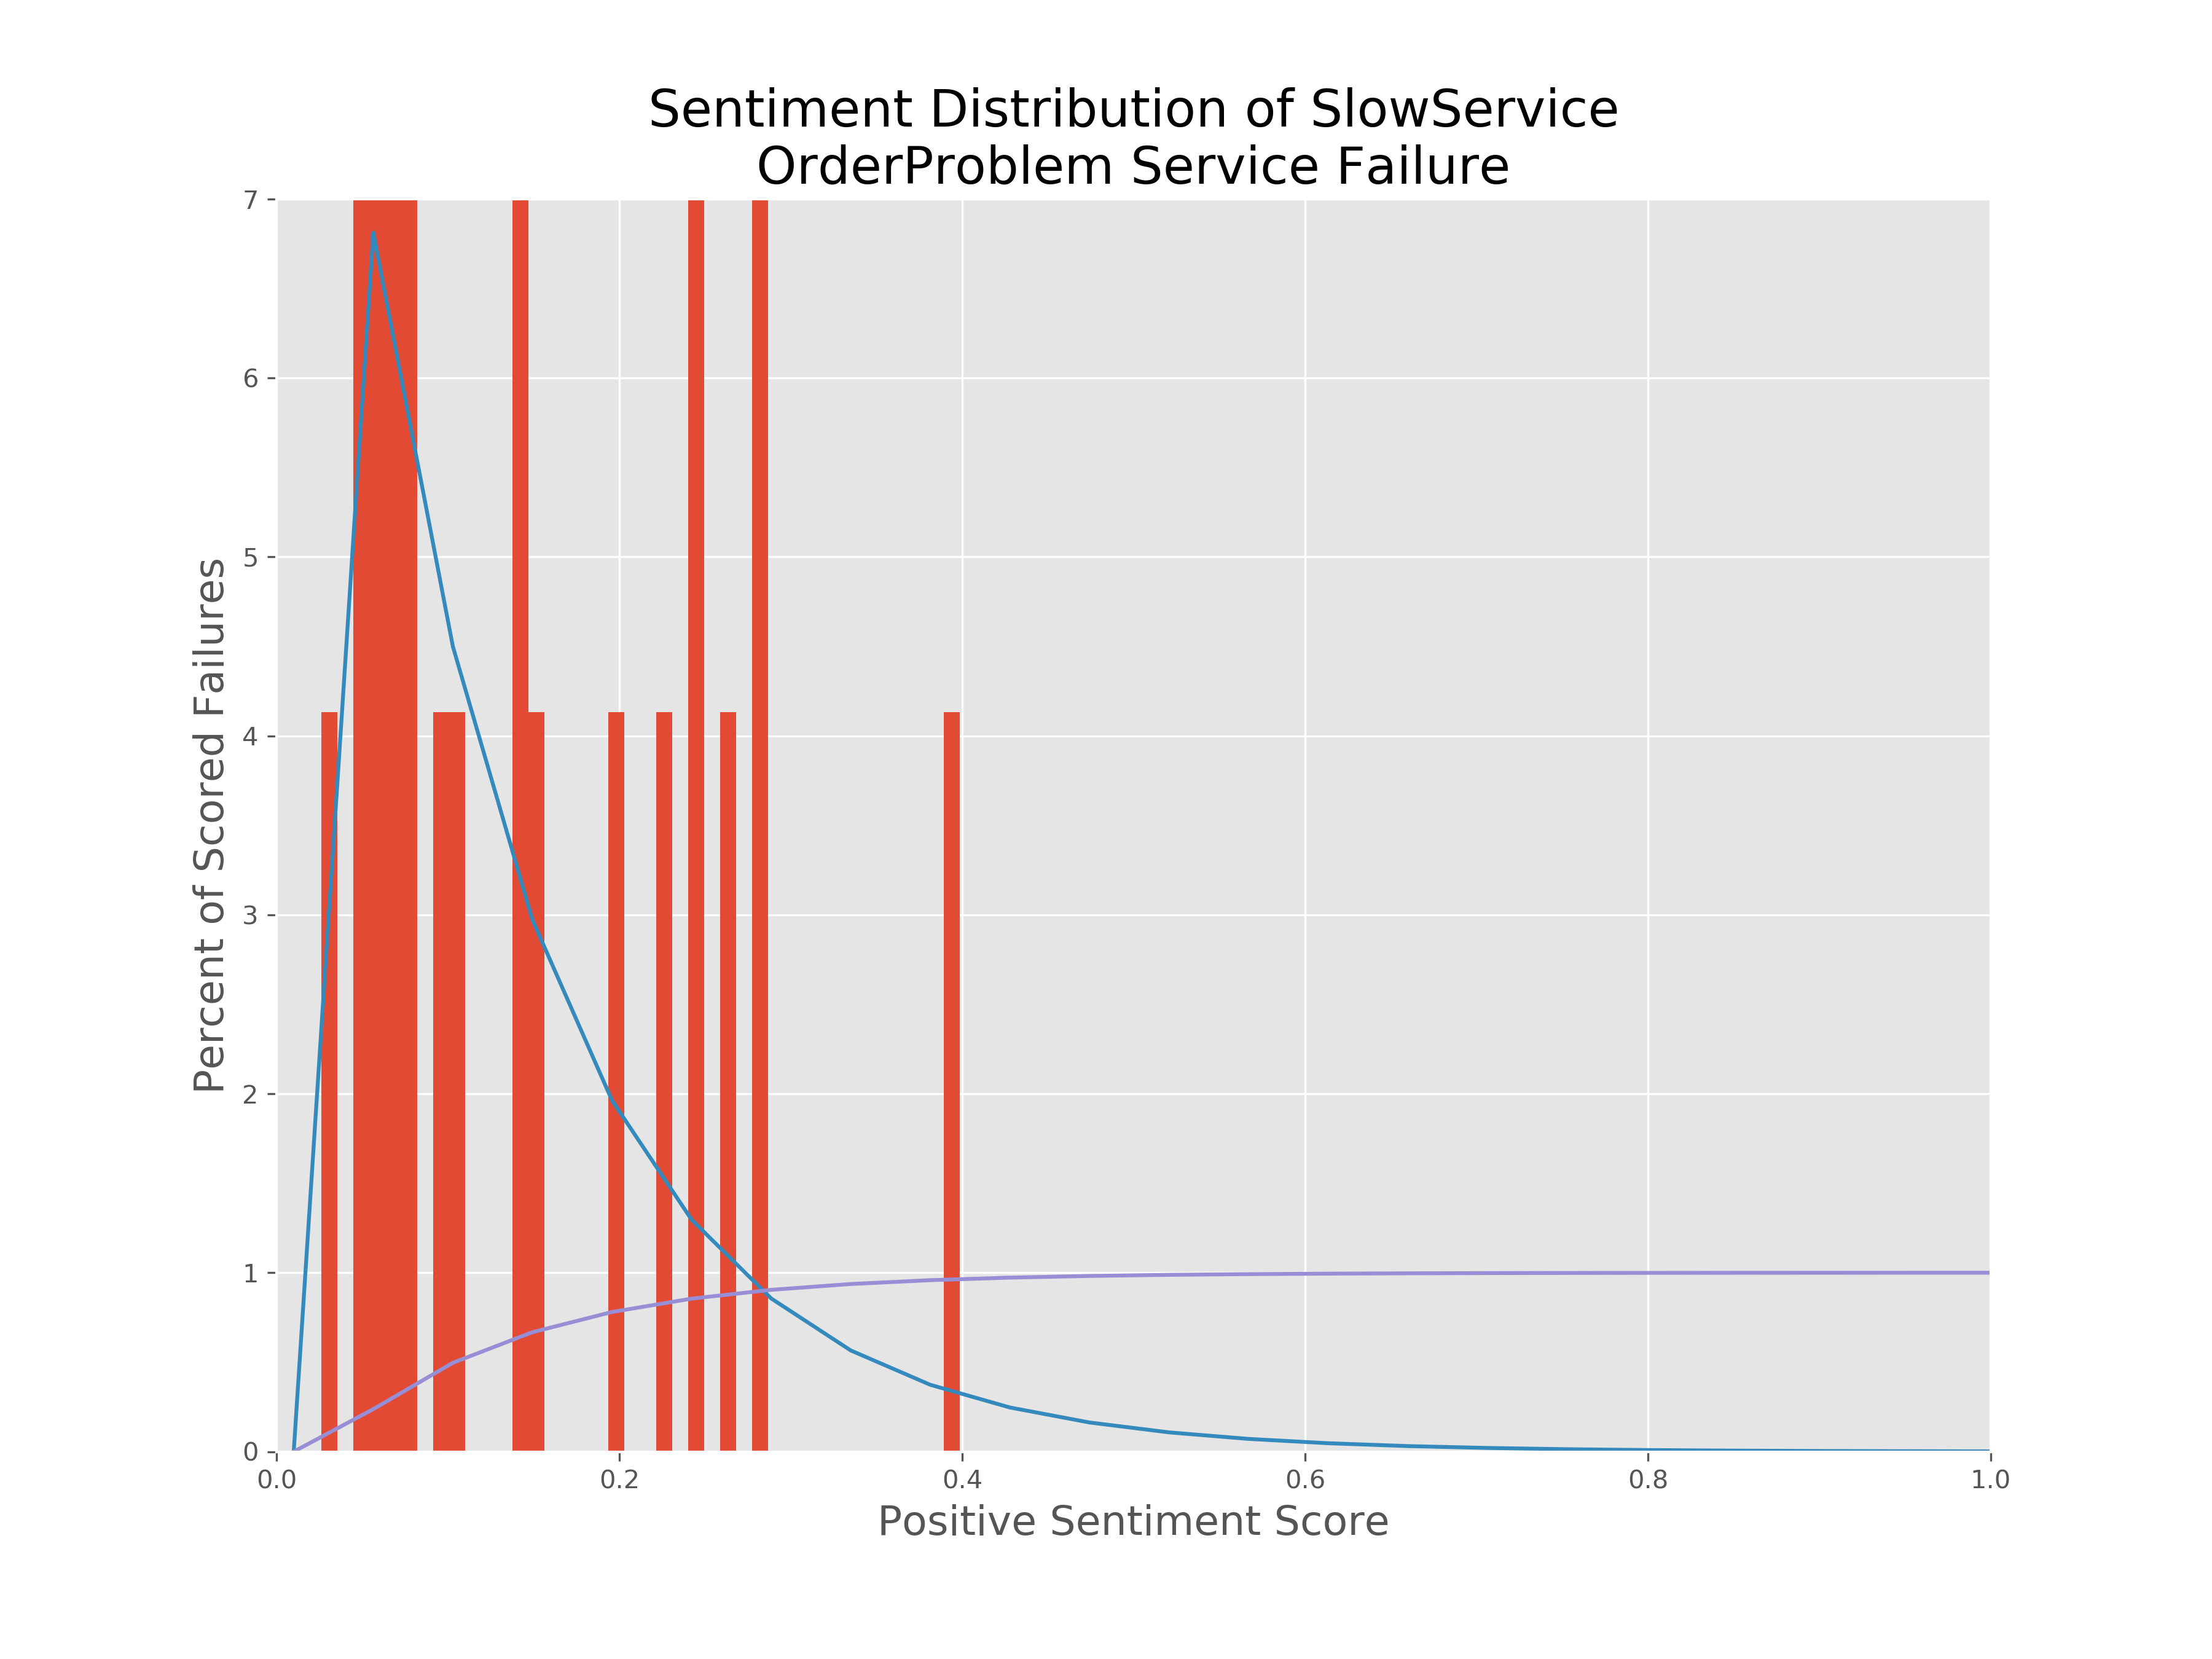 Sentiment Distribution of SlowService
OrderProblem Service Failure
Percent of Scored Failures
7
6
5
4
3
2
1
0
0.0 0.2 0.4 0.6 0.8 1.0
Positive Sentiment Score